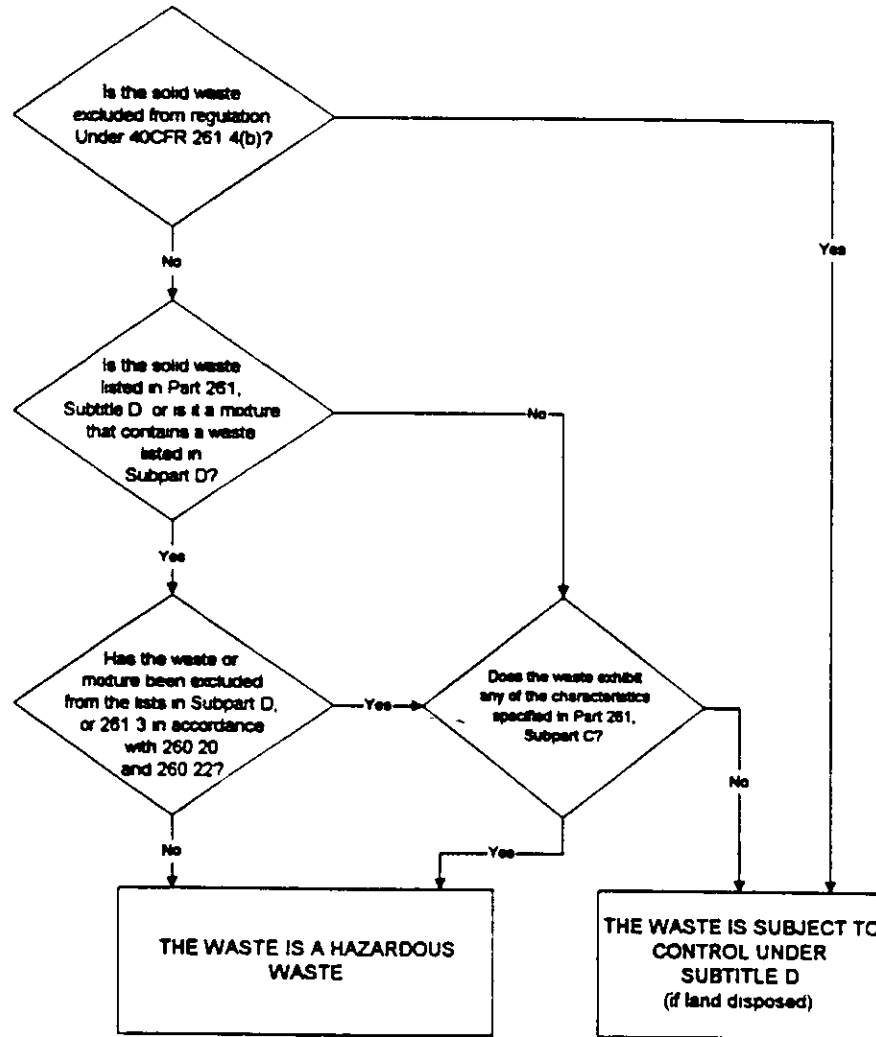 Is the solid waste
excluded from regulation
Under 40CFR 261 4(b)?
Yes
No
Is the solid waste
listed in Part 261,
Subtitle D or is it a mixture
that contains a waste
listed in
Subpart D?
No
Yes
Has the waste or
mixture been excluded
from the lists in Subpart D,
or 261 3 in accordance
with 260 20
and 260 22?
Yes
Does the waste exhibit
any of the characteristics
specified in Part 261,
Subpart C?
No
No
Yes
THE WASTE IS A HAZARDOUS
WASTE
THE WASTE IS SUBJECT TO
CONTROL UNDER
SUBTITLE D
(if land disposed)